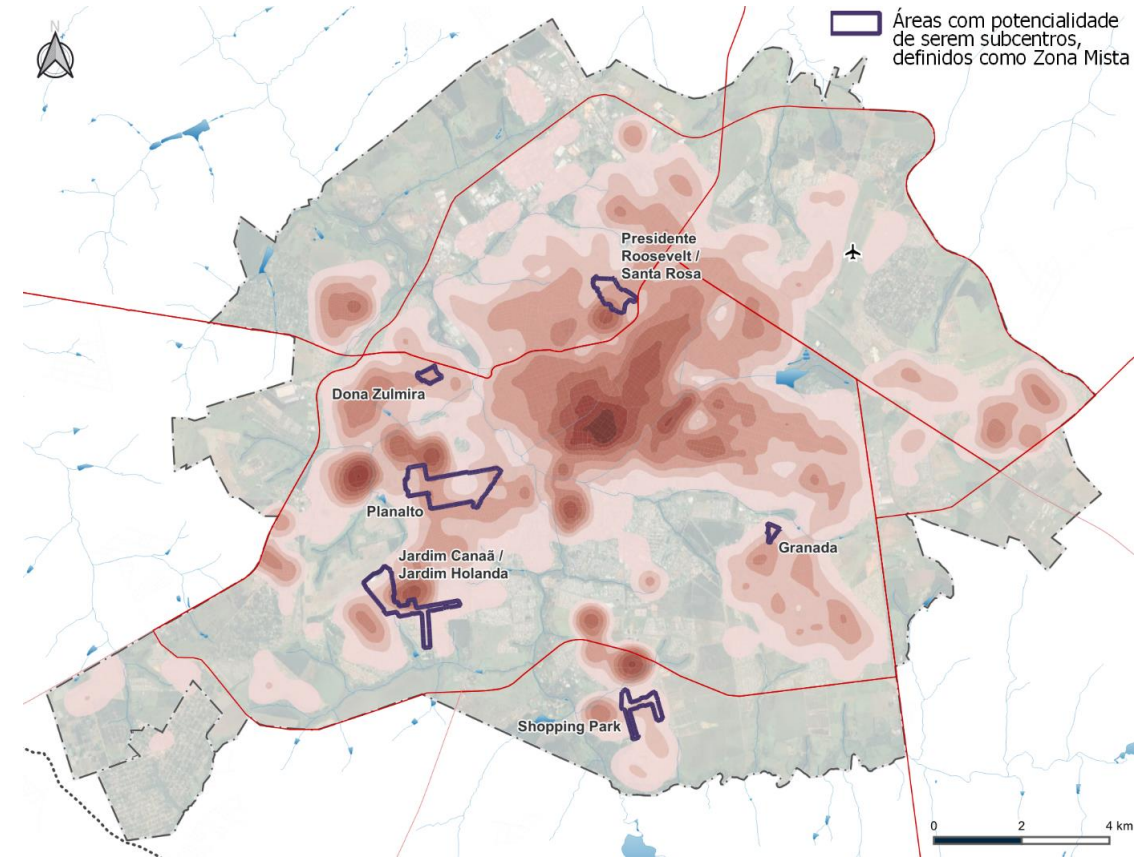 N
Áreas com potencialidade
de serem subcentros,
definidos como Zona Mista
Presidente
Roosevelt /
Santa Rosa
Dona Zulmira
Planalto
Granada
Jardim Canaã /
Jardim Holanda
Shopping Park
0 2 4 km